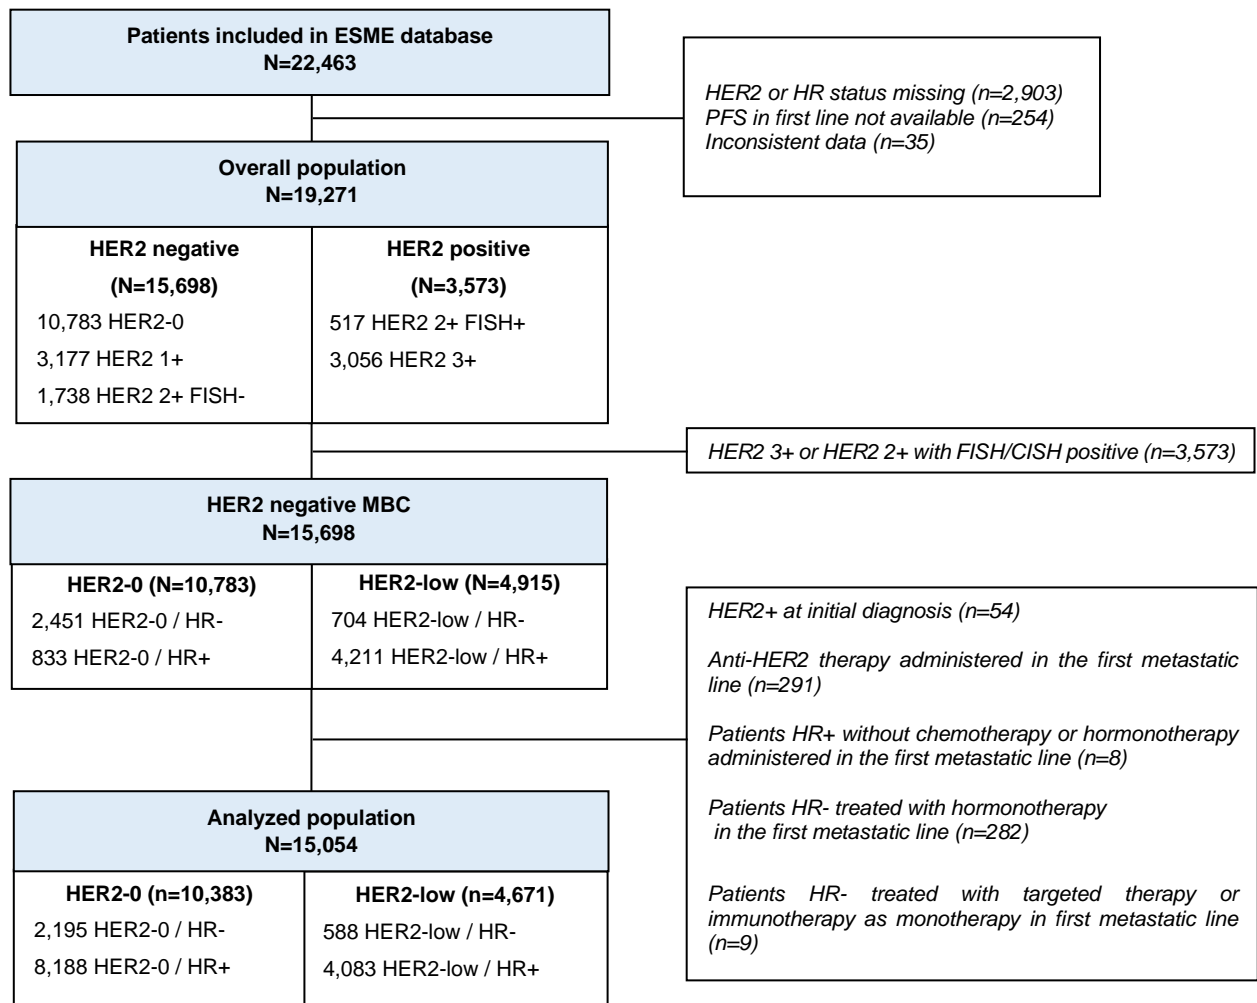 Patients included in ESME database
N=22,463
HER2 or HR status missing (n=2,903)
PFS in first line not available (n=254)
Inconsistent data (n=35)
Overall population
N=19,271
HER2 negative
(N=15,698)
10,783 HER2-0
3,177 HER2 1+
1,738 HER2 2+ FISH-
HER2 positive
(N=3,573)
517 HER2 2+ FISH+
3,056 HER2 3+
HER2 3+ or HER2 2+ with FISH/CISH positive (n=3,573)
HER2 negative MBC
N=15,698
HER2-0 (N=10,783)
2,451 HER2-0 / HR-
833 HER2-0 / HR+
HER2-low (N=4,915)
704 HER2-low / HR-
4,211 HER2-low / HR+
HER2+ at initial diagnosis (n=54)
Anti-HER2 therapy administered in the first metastatic
line (n=291)
Patients HR+ without chemotherapy or hormonotherapy
administered in the first metastatic line (n=8)
Patients HR- treated with hormonotherapy
in the first metastatic line (n=282)
Patients HR- treated with targeted therapy or
immunotherapy as monotherapy in first metastatic line
(n=9)
Analyzed population
N=15,054
HER2-0 (n=10,383)
2,195 HER2-0 / HR-
8,188 HER2-0 / HR+
HER2-low (n=4,671)
588 HER2-low / HR-
4,083 HER2-low / HR+